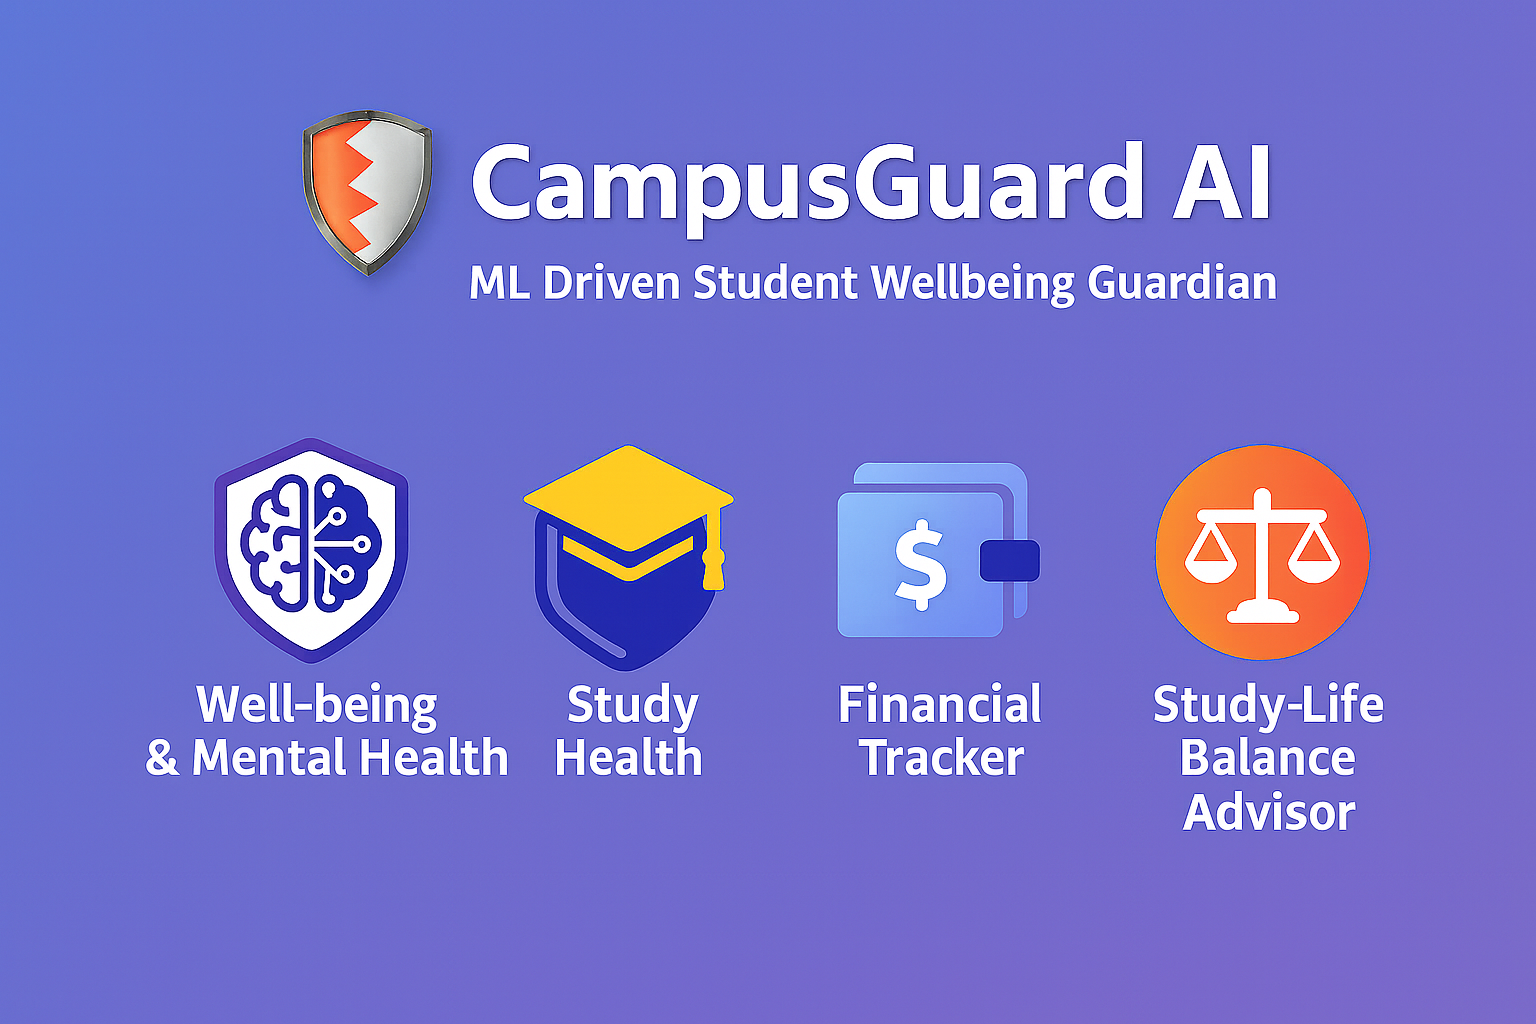 CampusGuard AI
ML Driven Student Wellbeing Guardian
$
Well-being
& Mental Health
Study
Health
Financial
Tracker
Study-Life
Balance
Advisor